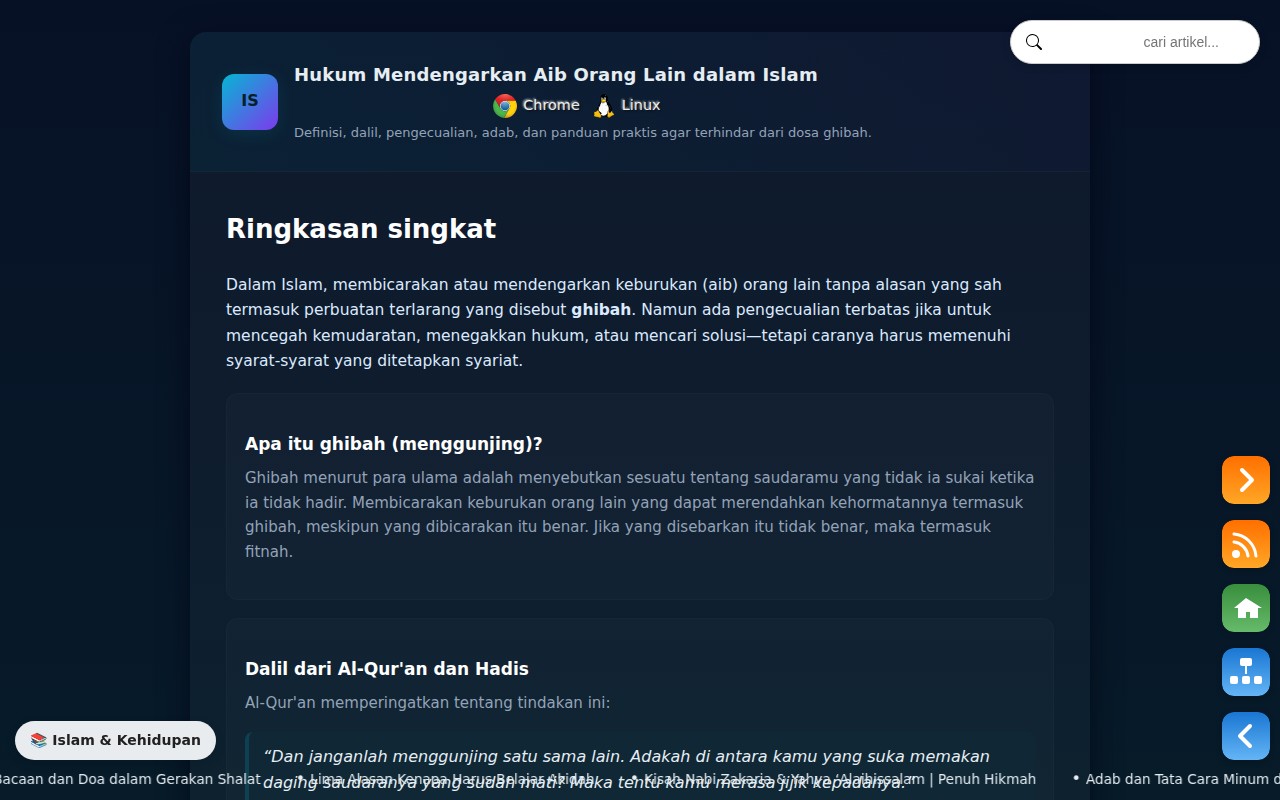 cari artikel...
IS
Hukum Mendengarkan Aib Orang Lain dalam Islam
Chrome Linux
Definisi, dalil, pengecualian, adab, dan panduan praktis agar terhindar dari dosa ghibah.
Ringkasan singkat
Dalam Islam, membicarakan atau mendengarkan keburukan (aib) orang lain tanpa alasan yang sah
termasuk perbuatan terlarang yang disebut ghibah. Namun ada pengecualian terbatas jika untuk
mencegah kemudaratan, menegakkan hukum, atau mencari solusi—tetapi caranya harus memenuhi
syarat-syarat yang ditetapkan syariat.
Apa itu ghibah (menggunjing)?
Ghibah menurut para ulama adalah menyebutkan sesuatu tentang saudaramu yang tidak ia sukai ketika
ia tidak hadir. Membicarakan keburukan orang lain yang dapat merendahkan kehormatannya termasuk
ghibah, meskipun yang dibicarakan itu benar. Jika yang disebarkan itu tidak benar, maka termasuk
fitnah.
Dalil dari Al-Qur'an dan Hadis
Al-Qur'an memperingatkan tentang tindakan ini:
“Dan janganlah menggunjing satu sama lain. Adakah di antara kamu yang suka memakan
daging saudaranya yang sudah mati? Maka tentu kamu merasa jijik kepadanya.”
📚 Islam & Kehidupan
Bacaan dan Doa dalam Gerakan Shalat • Lima Alasan Kenapa Harus Belajar Akidah • Kisah Nabi Zakaria & Yahya ‘Alaihissalam | Penuh Hikmah • Adab dan Tata Cara Minum